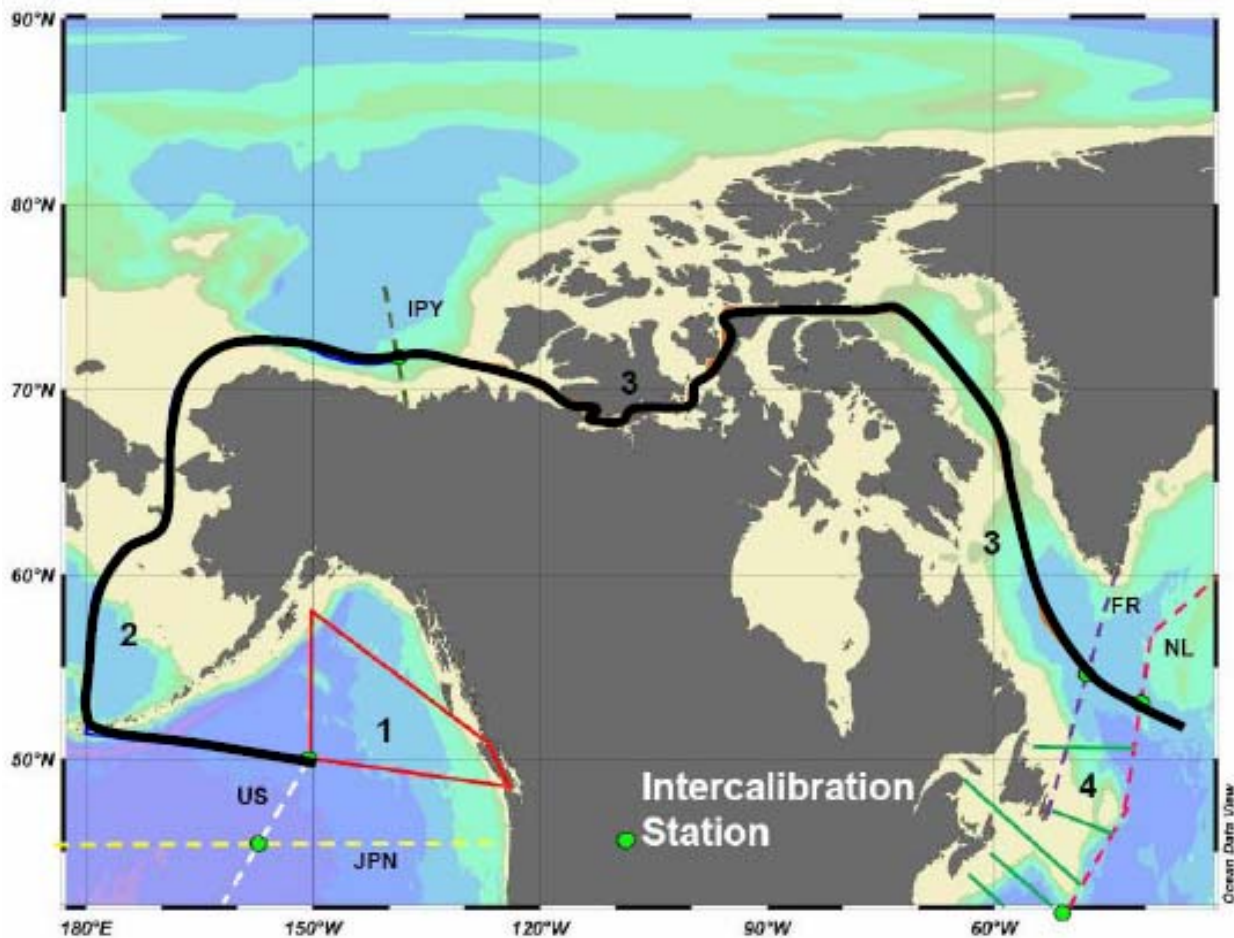 90°N
80°N
IPY
70°N
3
3
60°N
FR
2
NL
1
50°N
4
US
Intercalibration
Station
JPN
Ocean Data View
180°E
150°W
120°W
90°W
60°W